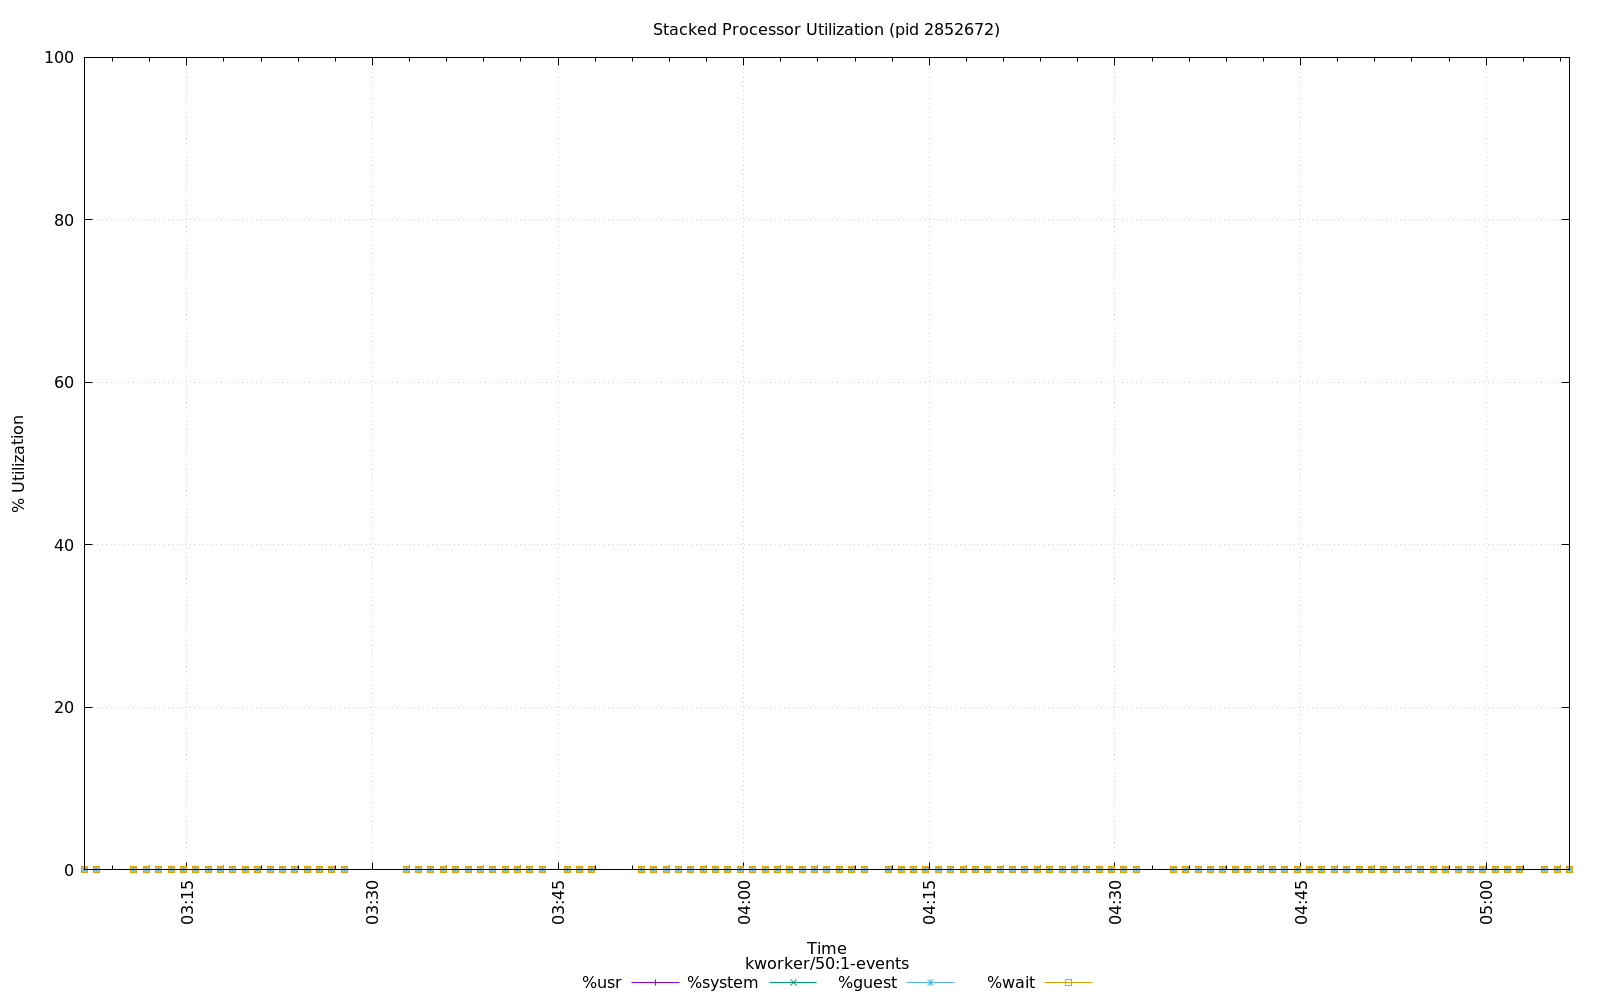 Stacked Processor Utilization (pid 2852672)
100
80
60
40
20
0
% Utilization
03:15
03:30
03:45
04:00
04:15
04:30
04:45
05:00
Time
kworker/50:1-events
%usr %system %guest %wait